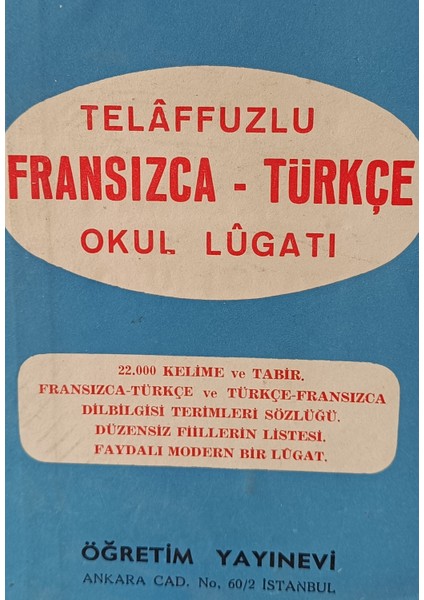 TELÂFFUZLU
FRANSIZCA - TÜRKÇE
OKUL LÛGATI
22.000 KELİME ve TABİR.
FRANSIZCA-TÜRKÇE ve TÜRKÇE-FRANSIZCA
DİLBİLGİSİ TERİMLERİ SÖZLÜĞÜ.
DÜZENSİZ FİİLLERİN LİSTESİ.
FAYDALI MODERN BİR LÛGAT.
ÖĞRETİM YAYINEVİ
ANKARA CAD. No. 60/2 İSTANBUL